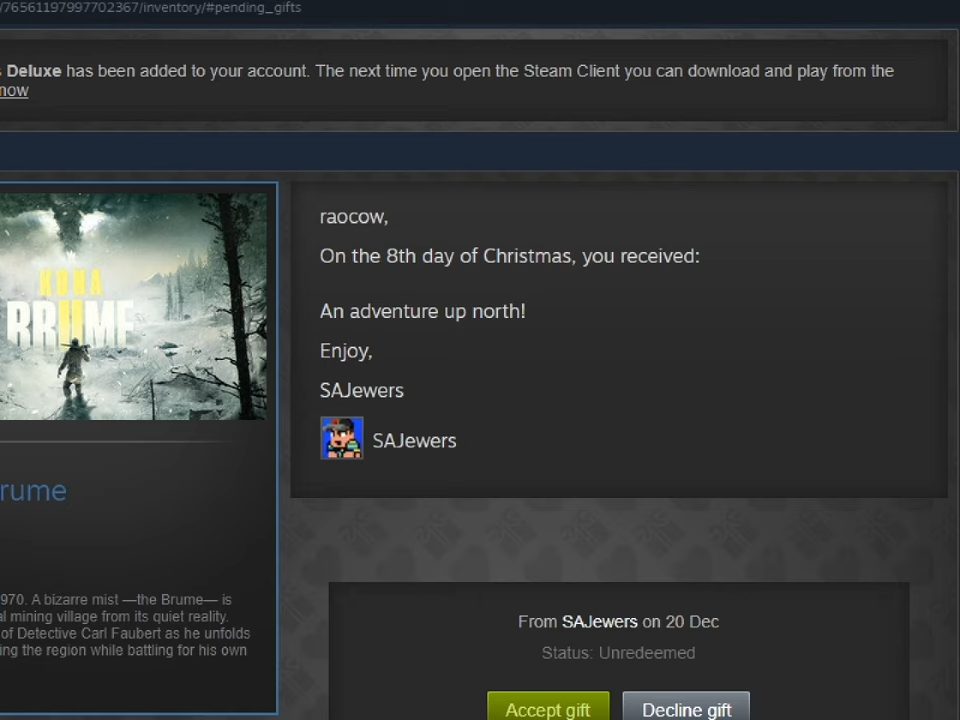 /76561197997702367/inventory/#pending_gifts
Deluxe has been added to your account. The next time you open the Steam Client you can download and play from the
now
KONA
BRUME
raocow,
On the 8th day of Christmas, you received:
An adventure up north!
Enjoy,
SAJewers
SAJewers
rume
970. A bizarre mist —the Brume— is
al mining village from its quiet reality.
of Detective Carl Faubert as he unfolds
ing the region while battling for his own
From SAJewers on 20 Dec
Status: Unredeemed
Accept gift
Decline gift